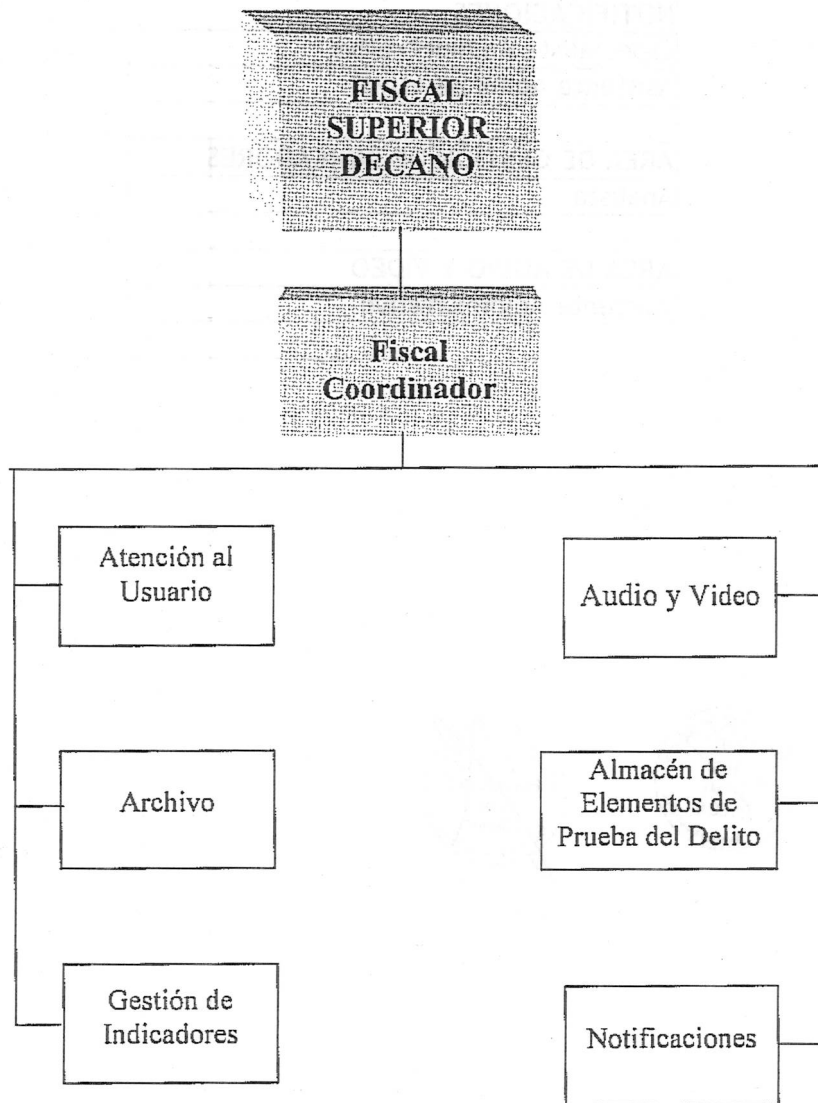 FISCAL
SUPERIOR
DECANO
Fiscal
Coordinador
Atención al
Usuario
Audio y Video
Archivo
Almacén de
Elementos de
Prueba del Delito
Gestión de
Indicadores
Notificaciones